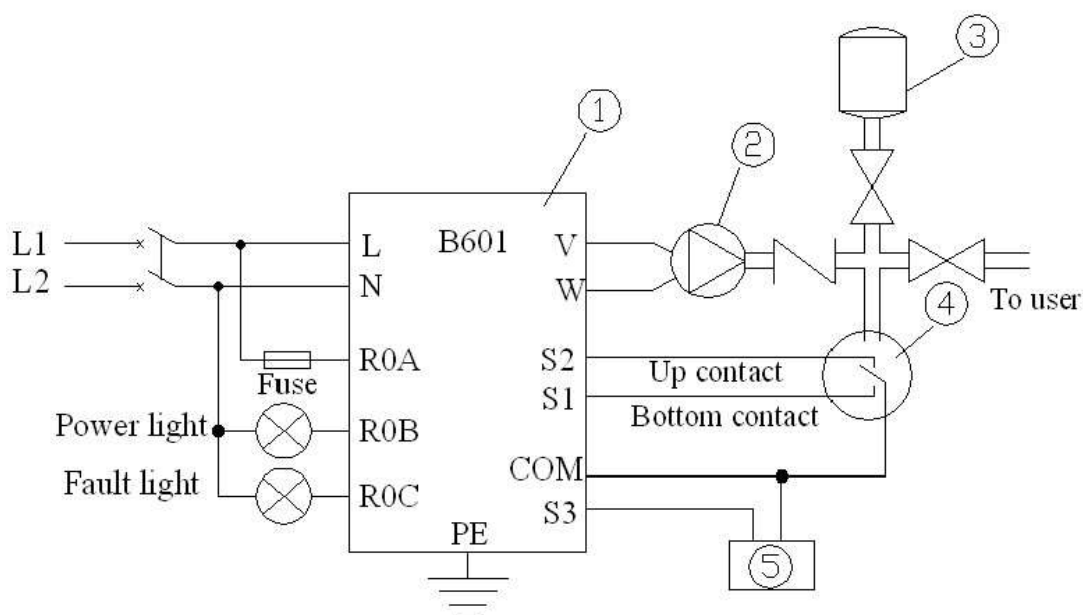 ③
①
②
L1
L
B601
V
L2
N
W
To user
④
R0A
S2
Up contact
Fuse
S1
Bottom contact
Power light
R0B
Fault light
R0C
COM
S3
PE
⑤